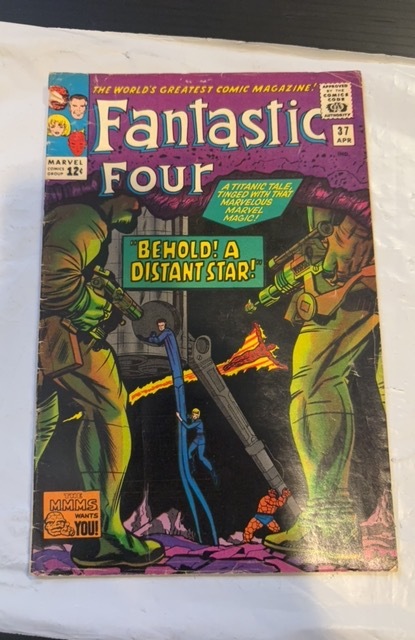 THE WORLD'S GREATEST COMIC MAGAZINE!
APPROVED
BY THE
COMICS
CODE
AUTHORITY
FANTASTIC
FOUR
MARVEL
COMICS
GROUP
12¢
37
APR
A TITANIC TALE,
TINGED WITH THAT
MARVELOUS
MARVEL
MAGIC!
"BEHOLD! A
DISTANT STAR!"
THE
MMMS
WANTS
YOU!